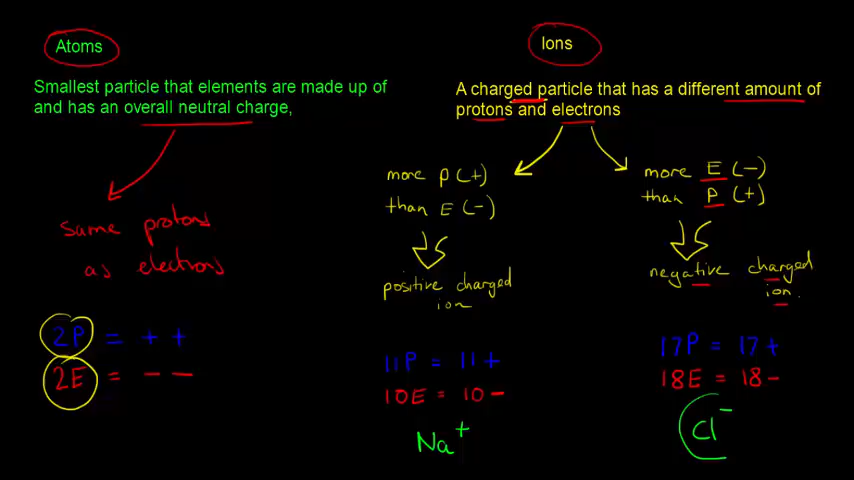 Atoms
Smallest particle that elements are made up of
and has an overall neutral charge,
same protons
as electrons
2P = + +
2E = − −
Ions
A charged particle that has a different amount of
protons and electrons
more P (+)
than E (−)
positive charged
ion
11P = 11 +
10E = 10 −
Na+
more E (−)
than P (+)
negative charged
ion.
17P = 17 +
18E = 18 −
Cl−